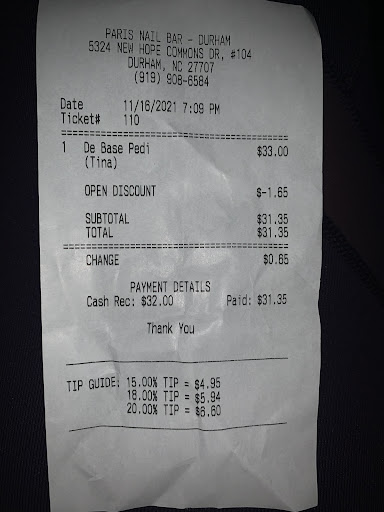 PARIS NAIL BAR - DURHAM
5324 NEW HOPE COMMONS DR, #104
DURHAM, NC 27707
(919) 908-6584
Date 11/16/2021 7:09 PM
Ticket# 110
1 De Base Pedi $33.00
(Tina)
OPEN DISCOUNT $-1.65
SUBTOTAL $31.35
TOTAL $31.35
CHANGE $0.65
PAYMENT DETAILS
Cash Rec: $32.00 Paid: $31.35
Thank You
TIP GUIDE: 15.00% TIP = $4.95
18.00% TIP = $5.94
20.00% TIP = $6.60